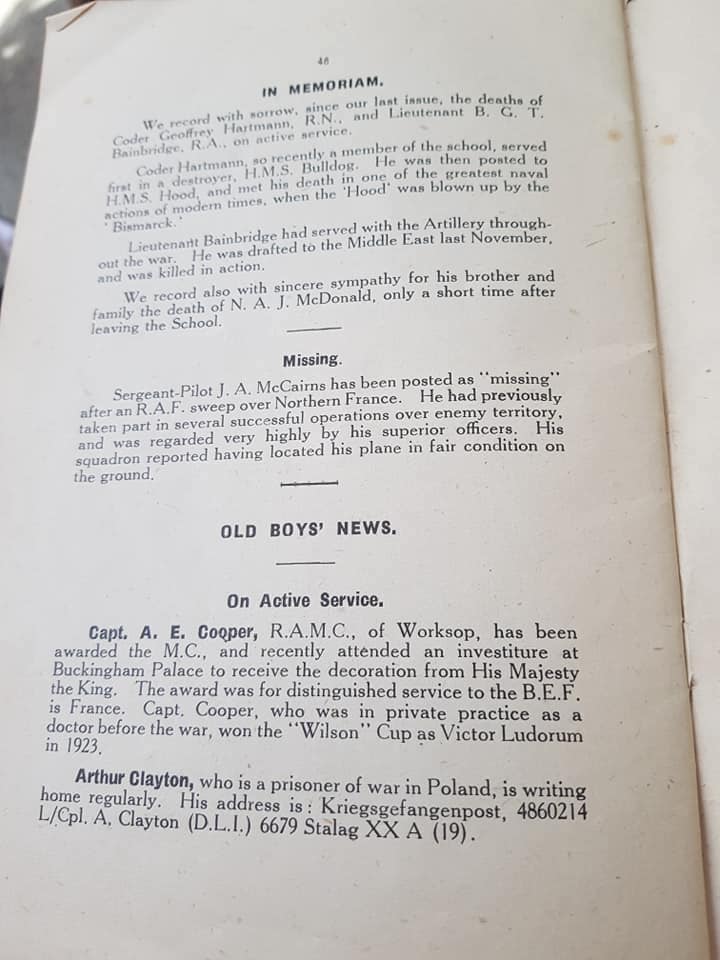 46
IN MEMORIAM.
We record with sorrow, since our last issue, the deaths of
Coder Geoffrey Hartmann, R.N., and Lieutenant B. G. T.
Bainbridge, R.A., on active service.
Coder Hartmann, so recently a member of the school, served
first in a destroyer, H.M.S. Bulldog. He was then posted to
H.M.S. Hood, and met his death in one of the greatest naval
actions of modern times, when the 'Hood' was blown up by the
'Bismarck.'
Lieutenant Bainbridge had served with the Artillery through-
out the war. He was drafted to the Middle East last November,
and was killed in action.
We record also with sincere sympathy for his brother and
family the death of N. A. J. McDonald, only a short time after
leaving the School.
Missing.
Sergeant-Pilot J. A. McCairns has been posted as "missing"
after an R.A.F. sweep over Northern France. He had previously
taken part in several successful operations over enemy territory,
and was regarded very highly by his superior officers. His
squadron reported having located his plane in fair condition on
the ground.
OLD BOYS' NEWS.
On Active Service.
Capt. A. E. Cooper, R.A.M.C., of Worksop, has been
awarded the M.C., and recently attended an investiture at
Buckingham Palace to receive the decoration from His Majesty
the King. The award was for distinguished service to the B.E.F.
is France. Capt. Cooper, who was in private practice as a
doctor before the war, won the "Wilson" Cup as Victor Ludorum
in 1923.
Arthur Clayton, who is a prisoner of war in Poland, is writing
home regularly. His address is: Kriegsgefangenpost, 4860214
L/Cpl. A. Clayton (D.L.I.) 6679 Stalag XX A (19).